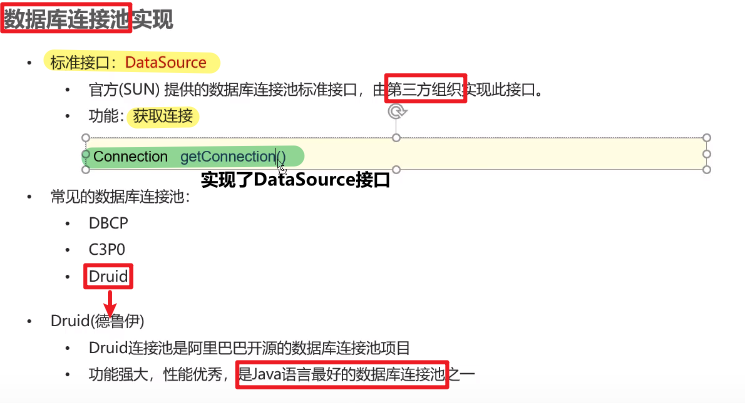 数据库连接池实现
• 标准接口：DataSource
• 官方(SUN) 提供的数据库连接池标准接口，由第三方组织实现此接口。
• 功能：获取连接
Connection getConnection()
实现了DataSource接口
• 常见的数据库连接池：
• DBCP
• C3P0
• Druid
• Druid(德鲁伊)
• Druid连接池是阿里巴巴开源的数据库连接池项目
• 功能强大，性能优秀，是Java语言最好的数据库连接池之一